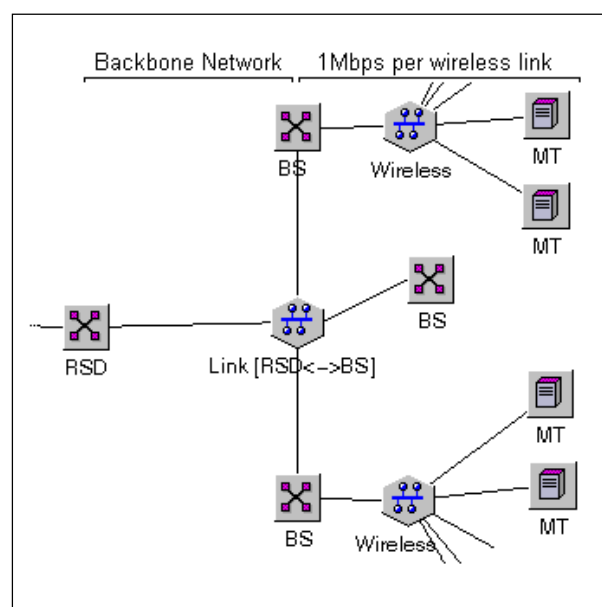 Backbone Network
1Mbps per wireless link
MT
BS
Wireless
MT
BS
RSD
Link [RSD<->BS]
MT
MT
BS
Wireless